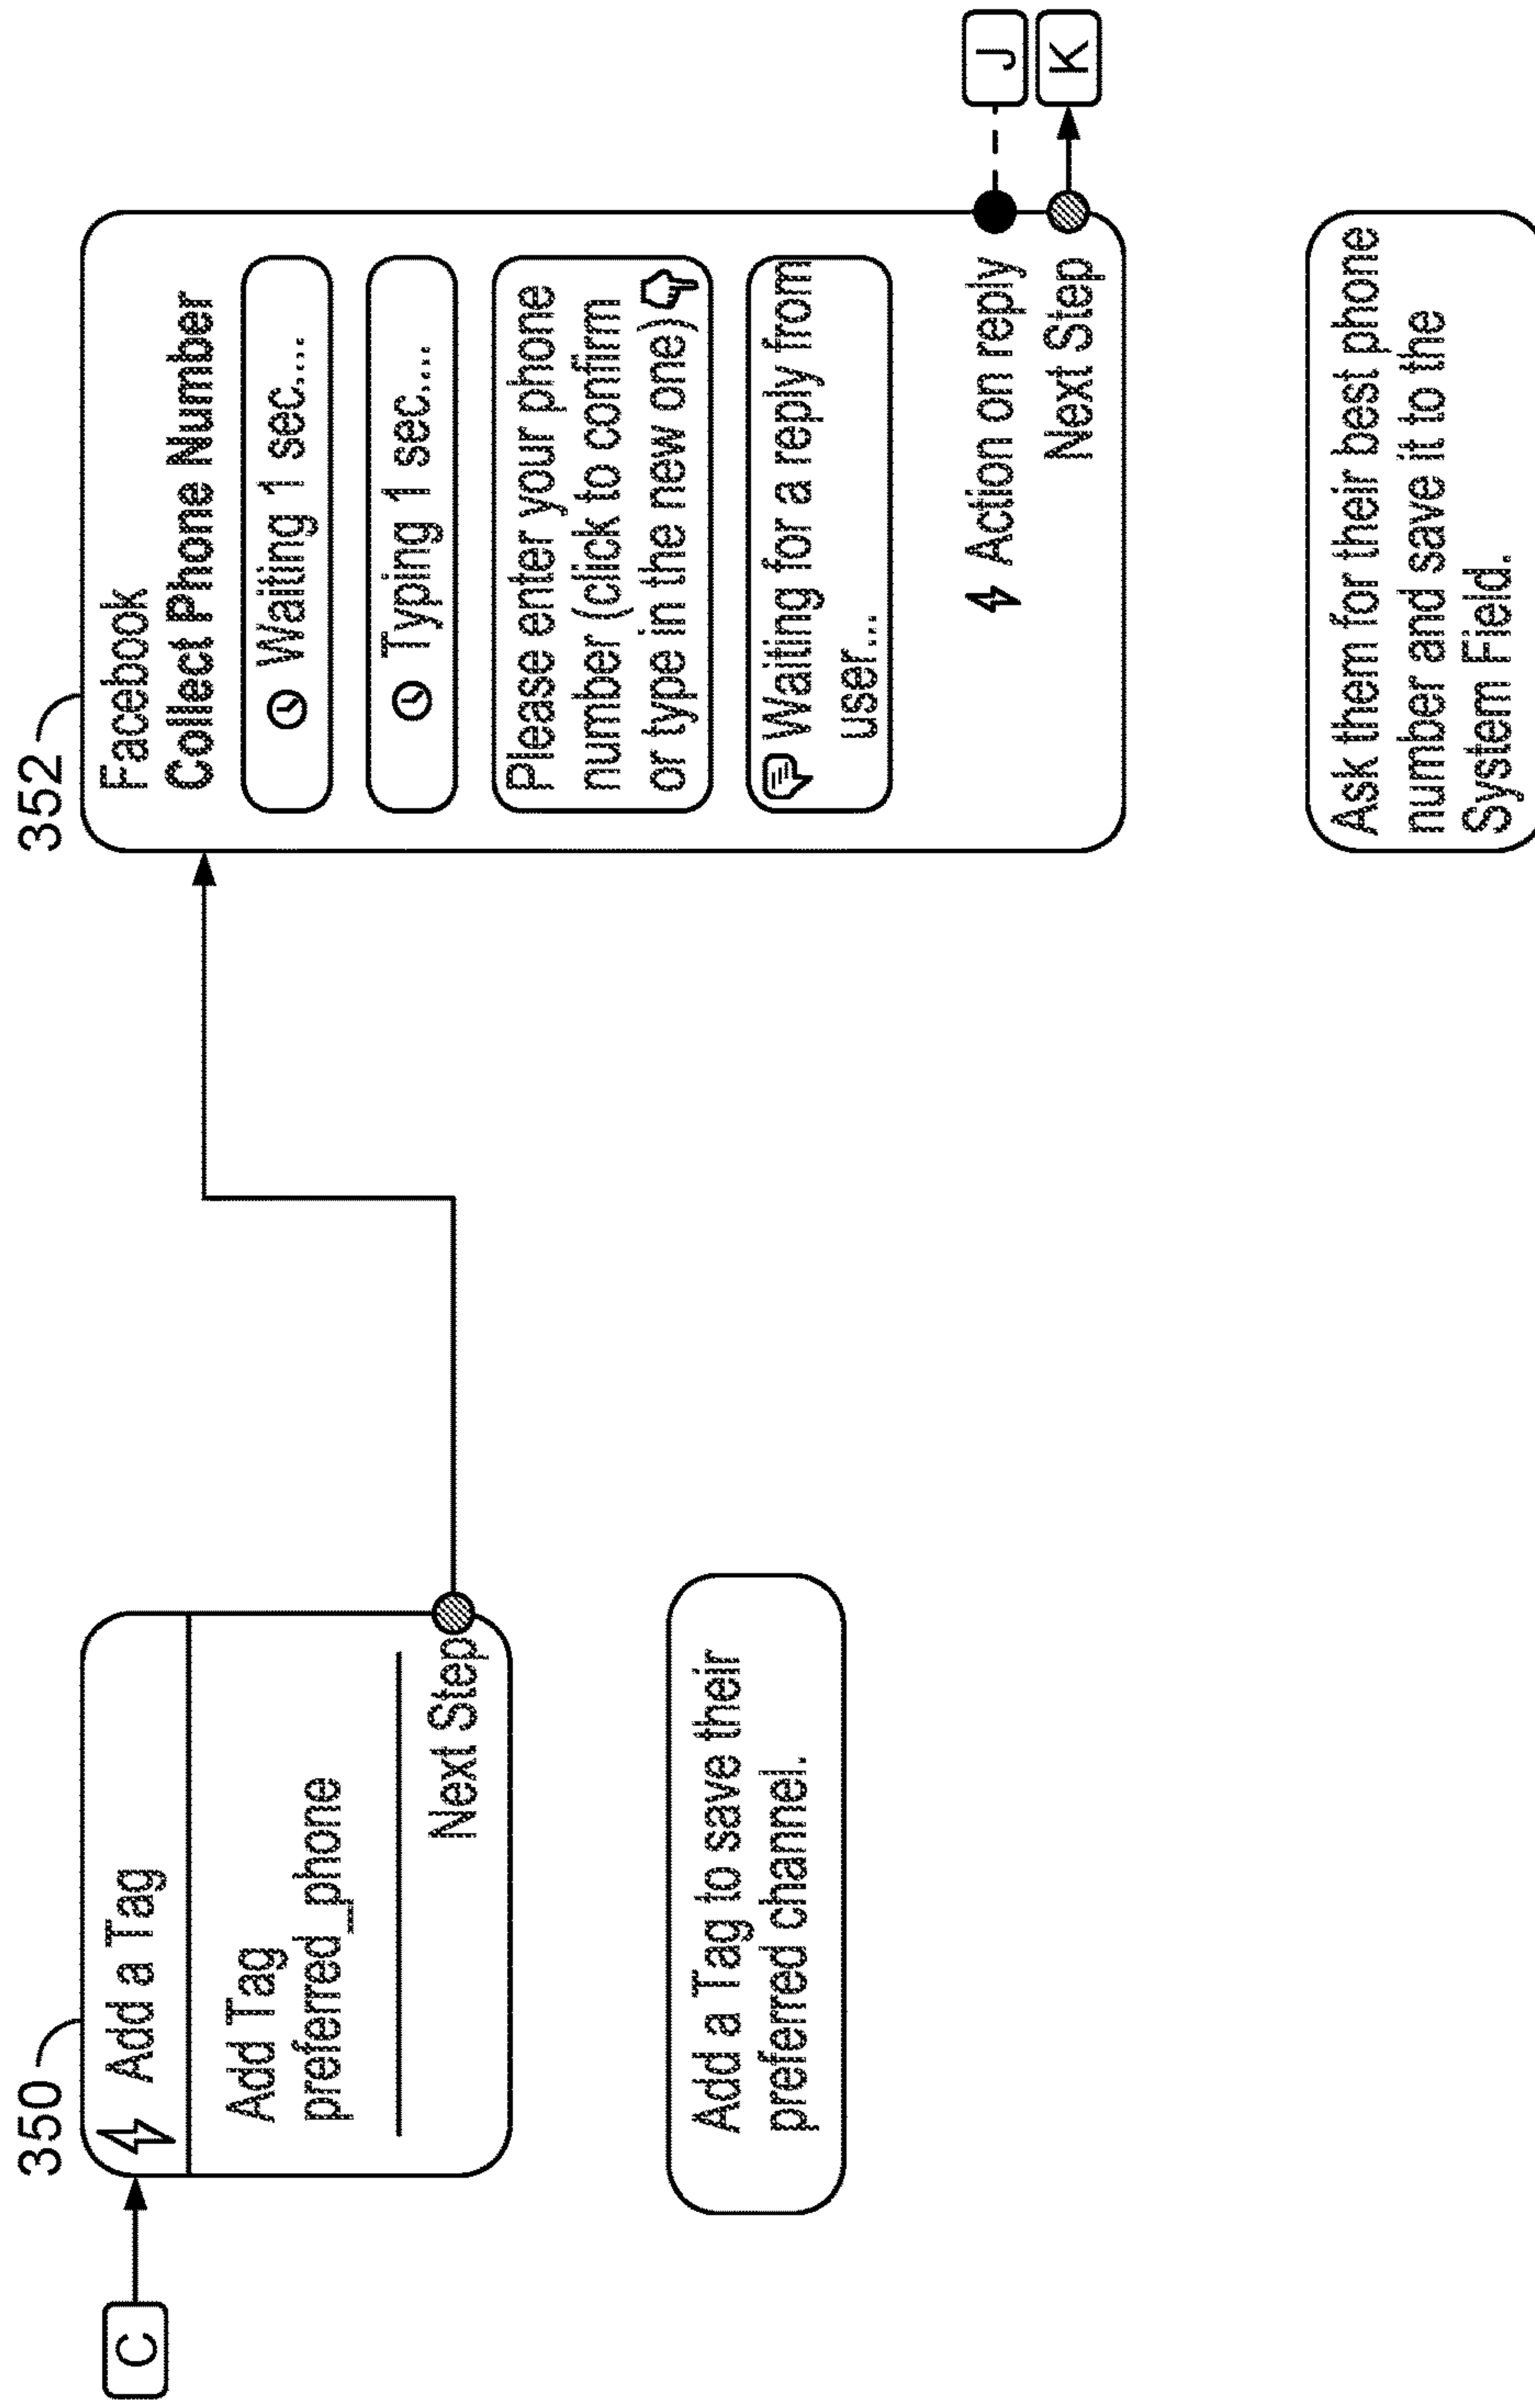 C
350
Add a Tag
Add Tag
preferred_phone
Next Step
Add a Tag to save their
preferred channel.
352
Facebook
Collect Phone Number
Waiting 1 sec....
Typing 1 sec....
Please enter your phone
number (click to confirm
or type in the new one)
Waiting for a reply from
user...
Action on reply
Next Step
J
K
Ask them for their best phone
number and save it to the
System Field.